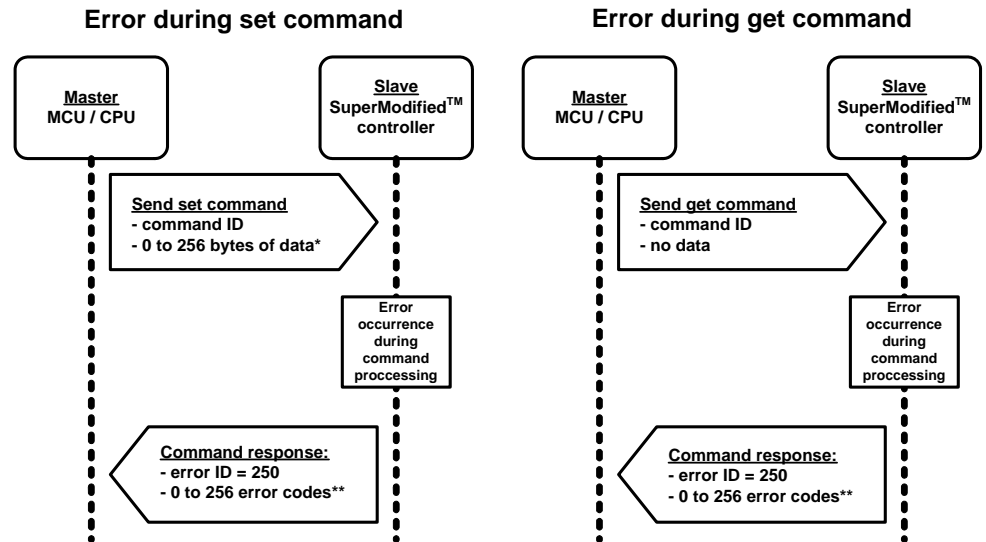 Error during set command
Master
MCU / CPU
Slave
SuperModified™
controller
Send set command
- command ID
- 0 to 256 bytes of data*
Error
occurrence
during
command
proccessing
Command response:
- error ID = 250
- 0 to 256 error codes**
Error during get command
Master
MCU / CPU
Slave
SuperModified™
controller
Send get command
- command ID
- no data
Error
occurrence
during
command
proccessing
Command response:
- error ID = 250
- 0 to 256 error codes**